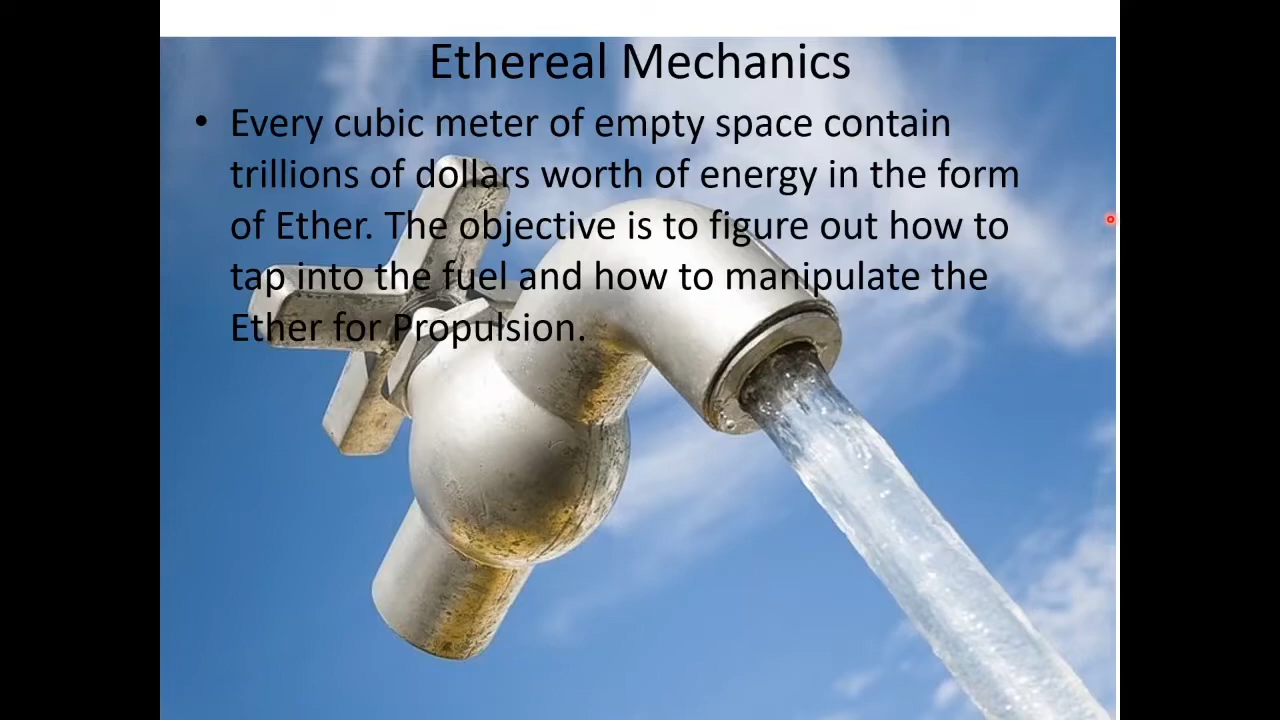 Ethereal Mechanics
• Every cubic meter of empty space contain
trillions of dollars worth of energy in the form
of Ether. The objective is to figure out how to
tap into the fuel and how to manipulate the
Ether for Propulsion.